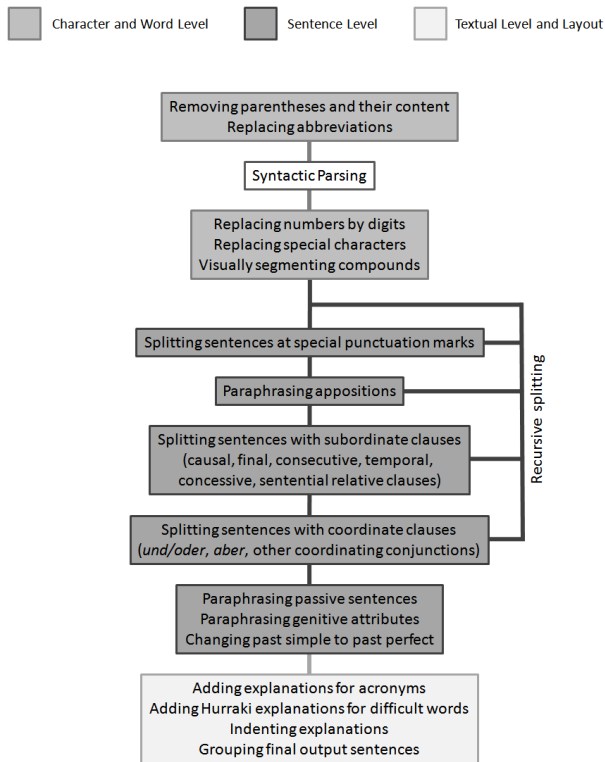 Character and Word Level
Sentence Level
Textual Level and Layout
Removing parentheses and their content
Replacing abbreviations
Syntactic Parsing
Replacing numbers by digits
Replacing special characters
Visually segmenting compounds
Splitting sentences at special punctuation marks
Paraphrasing appositions
Splitting sentences with subordinate clauses
(causal, final, consecutive, temporal,
concessive, sentential relative clauses)
Splitting sentences with coordinate clauses
(und/oder, aber, other coordinating conjunctions)
Recursive splitting
Paraphrasing passive sentences
Paraphrasing genitive attributes
Changing past simple to past perfect
Adding explanations for acronyms
Adding Hurraki explanations for difficult words
Indenting explanations
Grouping final output sentences